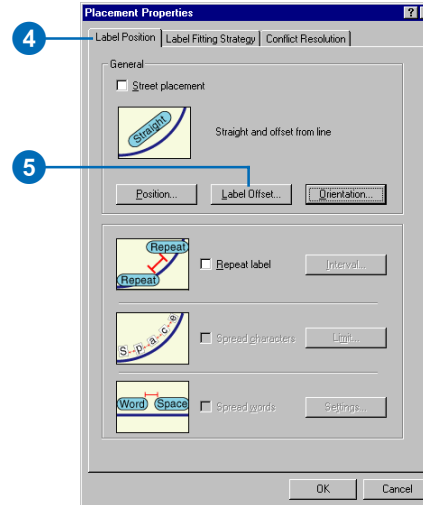 Placement Properties
?
4
Label Position Label Fitting Strategy Conflict Resolution
General
Street placement
Straight
Straight and offset from line
5
Position... Label Offset... Orientation...
Repeat
Repeat
Repeat label Interval...
Space
Spread characters Limit...
Word Space
Spread words Settings...
OK Cancel